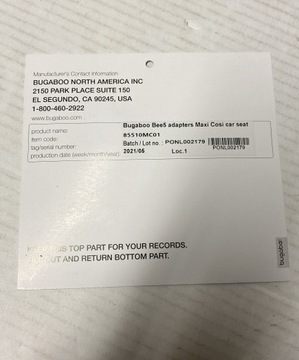 Manufacturer's Contact Information
BUGABOO NORTH AMERICA INC
2150 PARK PLACE SUITE 150
EL SEGUNDO, CA 90245, USA
1-800-460-2922
www.bugaboo.com
product name: Bugaboo Bee5 adapters Maxi Cosi car seat
item code: 85510MC01
tag/serial number: Batch / Lot no. : PONL002179 PONL002179
production date (week/month/year): 2021/05 Loc.1
KEEP THIS TOP PART FOR YOUR RECORDS.
OUT AND RETURN BOTTOM PART.
bugaboo